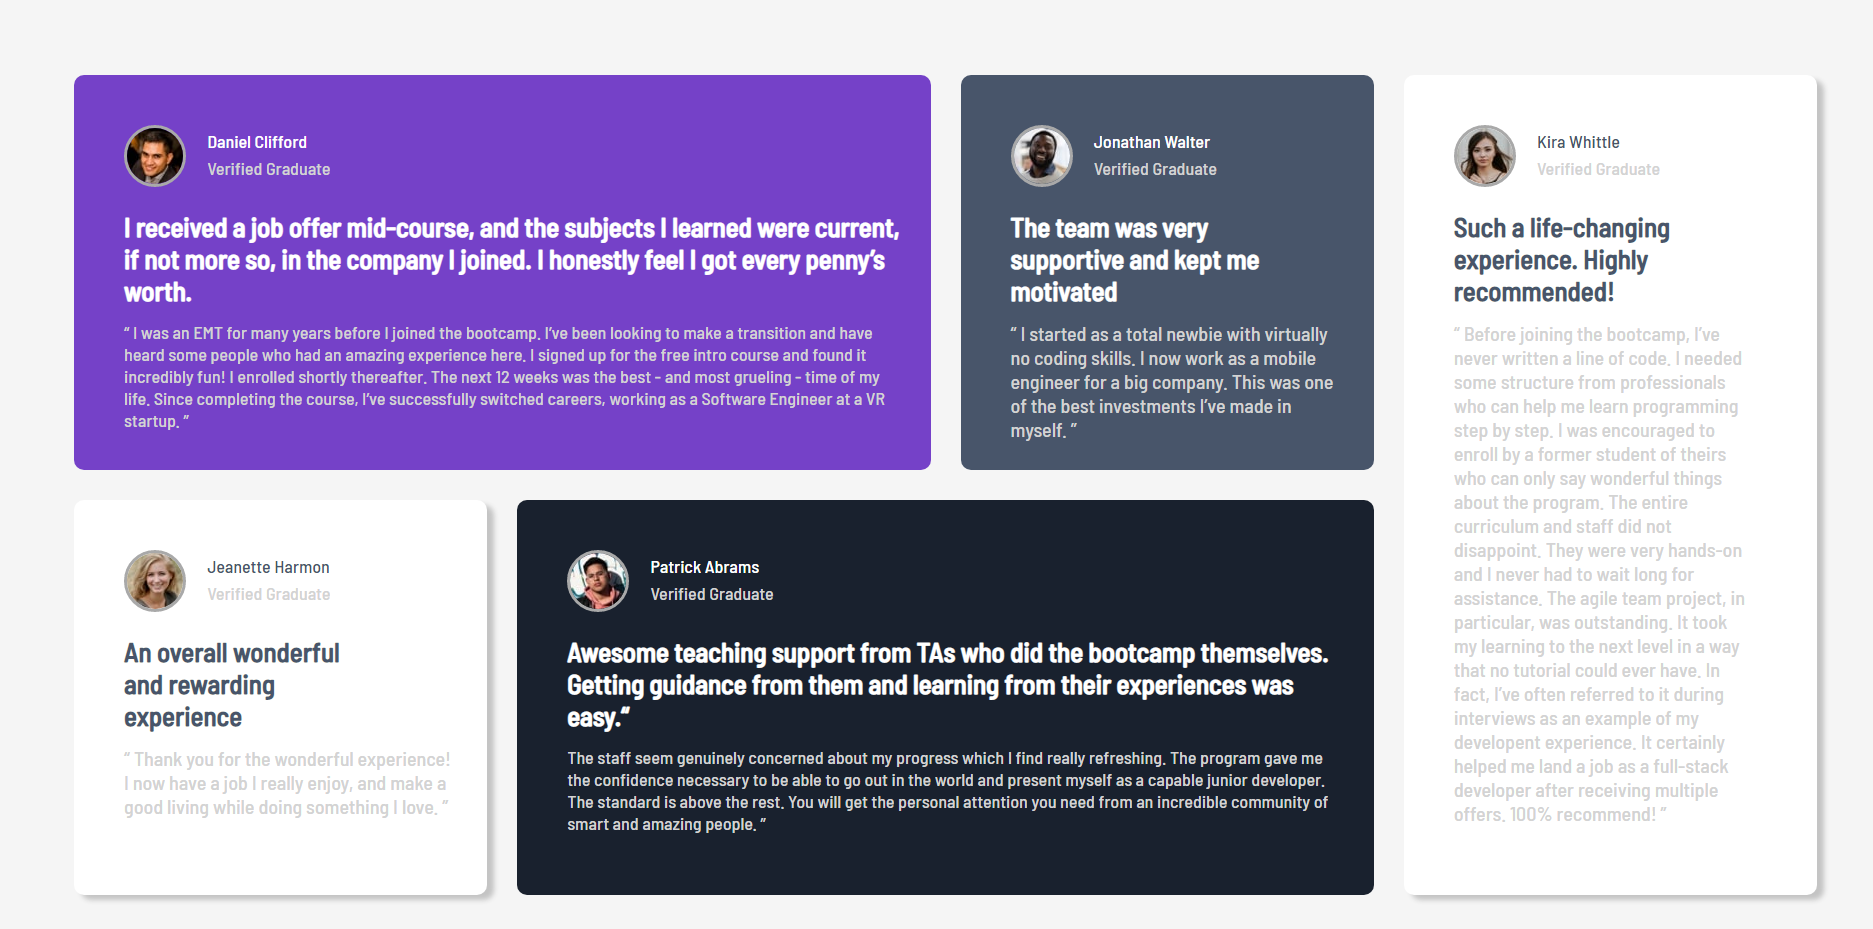 Daniel Clifford
Verified Graduate
I received a job offer mid-course, and the subjects I learned were current,
if not more so, in the company I joined. I honestly feel I got every penny’s
worth.
“ I was an EMT for many years before I joined the bootcamp. I’ve been looking to make a transition and have
heard some people who had an amazing experience here. I signed up for the free intro course and found it
incredibly fun! I enrolled shortly thereafter. The next 12 weeks was the best - and most grueling - time of my
life. Since completing the course, I’ve successfully switched careers, working as a Software Engineer at a VR
startup. ”
Jonathan Walter
Verified Graduate
The team was very
supportive and kept me
motivated
“ I started as a total newbie with virtually
no coding skills. I now work as a mobile
engineer for a big company. This was one
of the best investments I’ve made in
myself. ”
Kira Whittle
Verified Graduate
Such a life-changing
experience. Highly
recommended!
“ Before joining the bootcamp, I’ve
never written a line of code. I needed
some structure from professionals
who can help me learn programming
step by step. I was encouraged to
enroll by a former student of theirs
who can only say wonderful things
about the program. The entire
curriculum and staff did not
disappoint. They were very hands-on
and I never had to wait long for
assistance. The agile team project, in
particular, was outstanding. It took
my learning to the next level in a way
that no tutorial could ever have. In
fact, I’ve often referred to it during
interviews as an example of my
developent experience. It certainly
helped me land a job as a full-stack
developer after receiving multiple
offers. 100% recommend! ”
Jeanette Harmon
Verified Graduate
An overall wonderful
and rewarding
experience
“ Thank you for the wonderful experience!
I now have a job I really enjoy, and make a
good living while doing something I love. ”
Patrick Abrams
Verified Graduate
Awesome teaching support from TAs who did the bootcamp themselves.
Getting guidance from them and learning from their experiences was
easy.“
The staff seem genuinely concerned about my progress which I find really refreshing. The program gave me
the confidence necessary to be able to go out in the world and present myself as a capable junior developer.
The standard is above the rest. You will get the personal attention you need from an incredible community of
smart and amazing people. ”